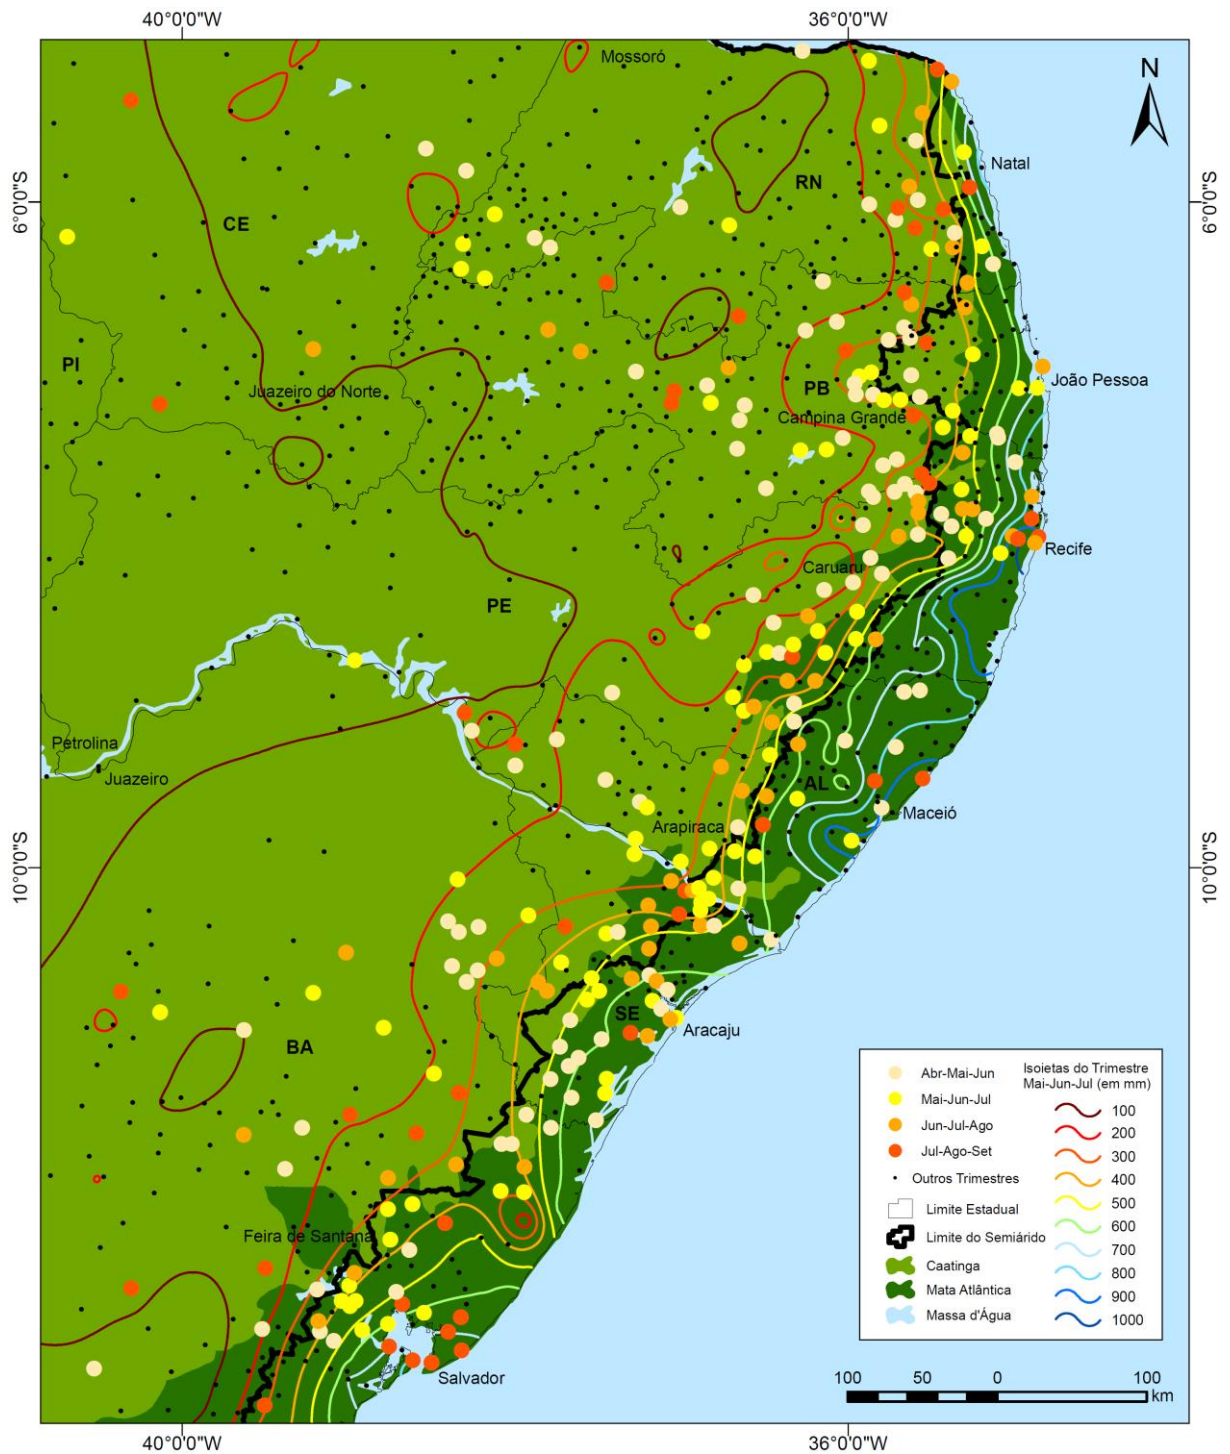 40°0'0"W
36°0'0"W
N
Mossoró
RN
Natal
6°0'0"S
6°0'0"S
CE
PI
Juazeiro do Norte
PB
João Pessoa
Campina Grande
Recife
Caruaru
PE
Petrolina
Juazeiro
AL
Maceió
Arapiraca
10°0'0"S
10°0'0"S
SE
Aracaju
BA
Feira de Santana
Salvador
Abr-Mai-Jun
Mai-Jun-Jul
Jun-Jul-Ago
Jul-Ago-Set
Outros Trimestres
Limite Estadual
Limite do Semiárido
Caatinga
Mata Atlântica
Massa d'Água
Isoietas do Trimestre
Mai-Jun-Jul (em mm)
100
200
300
400
500
600
700
800
900
1000
100 50 0 100
km
40°0'0"W
36°0'0"W